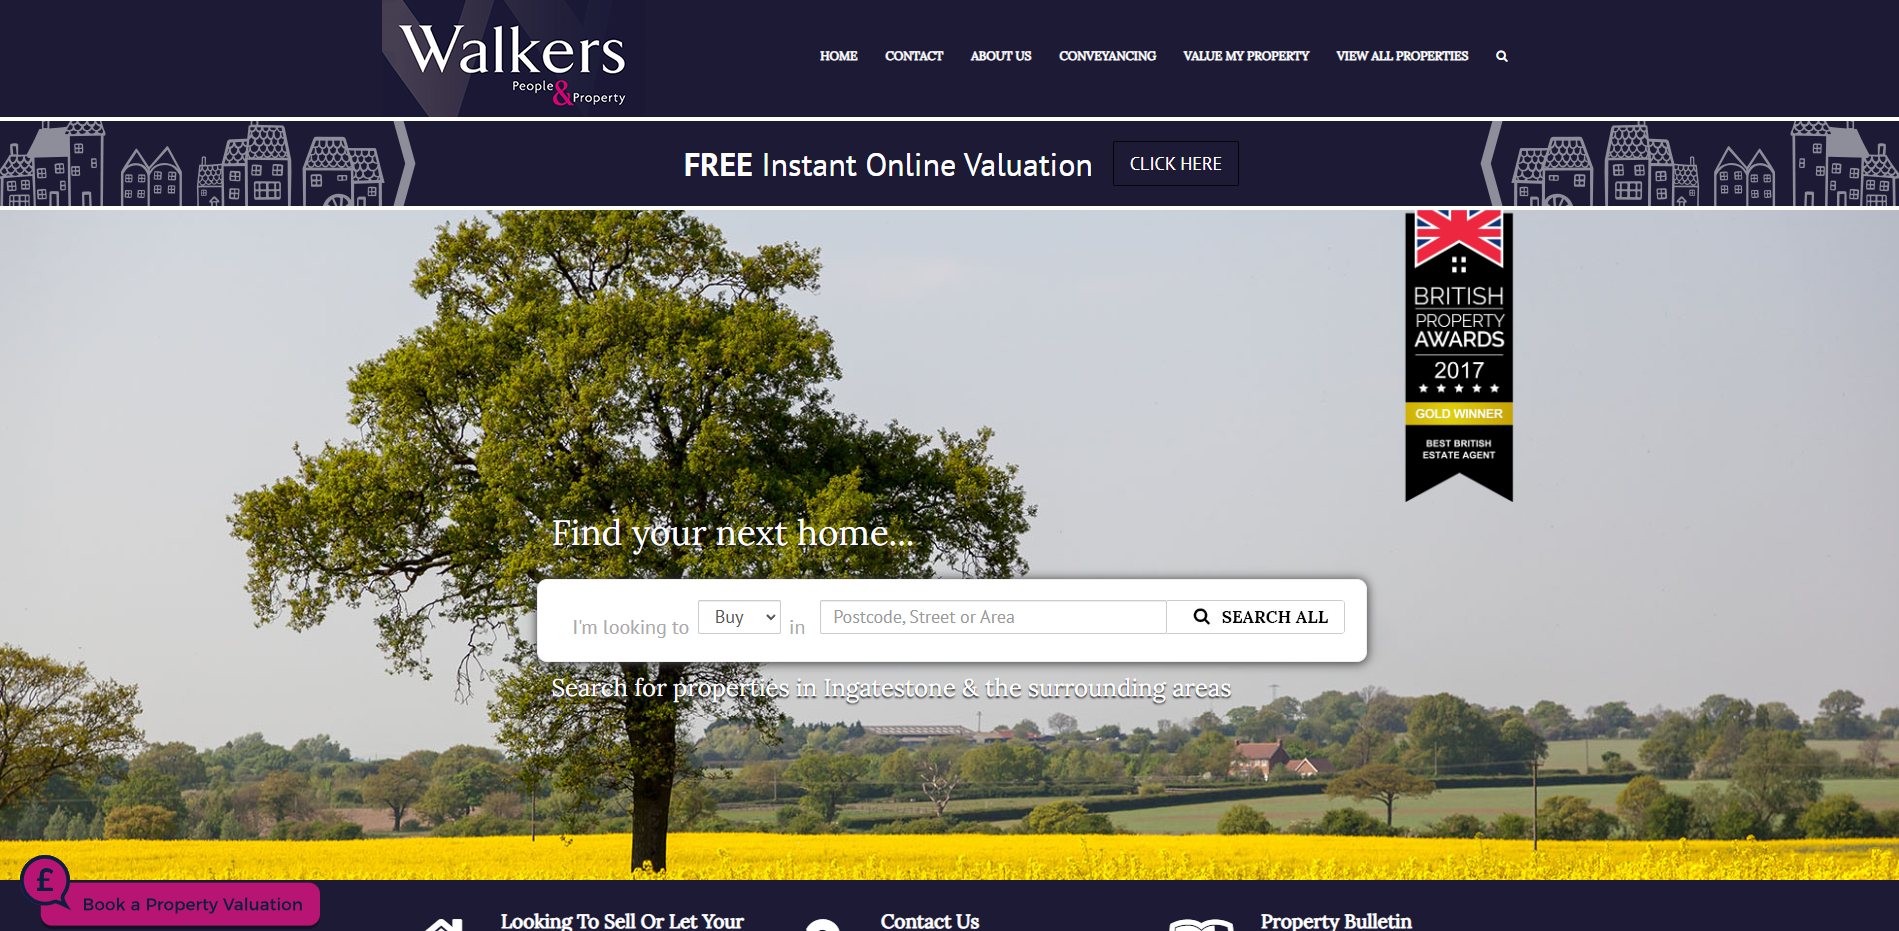 Walkers
People & Property
HOME CONTACT ABOUT US CONVEYANCING VALUE MY PROPERTY VIEW ALL PROPERTIES
FREE Instant Online Valuation CLICK HERE
BRITISH
PROPERTY
AWARDS
2017
GOLD WINNER
BEST BRITISH
ESTATE AGENT
Find your next home...
I'm looking to Buy in Postcode, Street or Area SEARCH ALL
Search for properties in Ingatestone & the surrounding areas
£ Book a Property Valuation
Looking To Sell Or Let Your
Contact Us
Property Bulletin